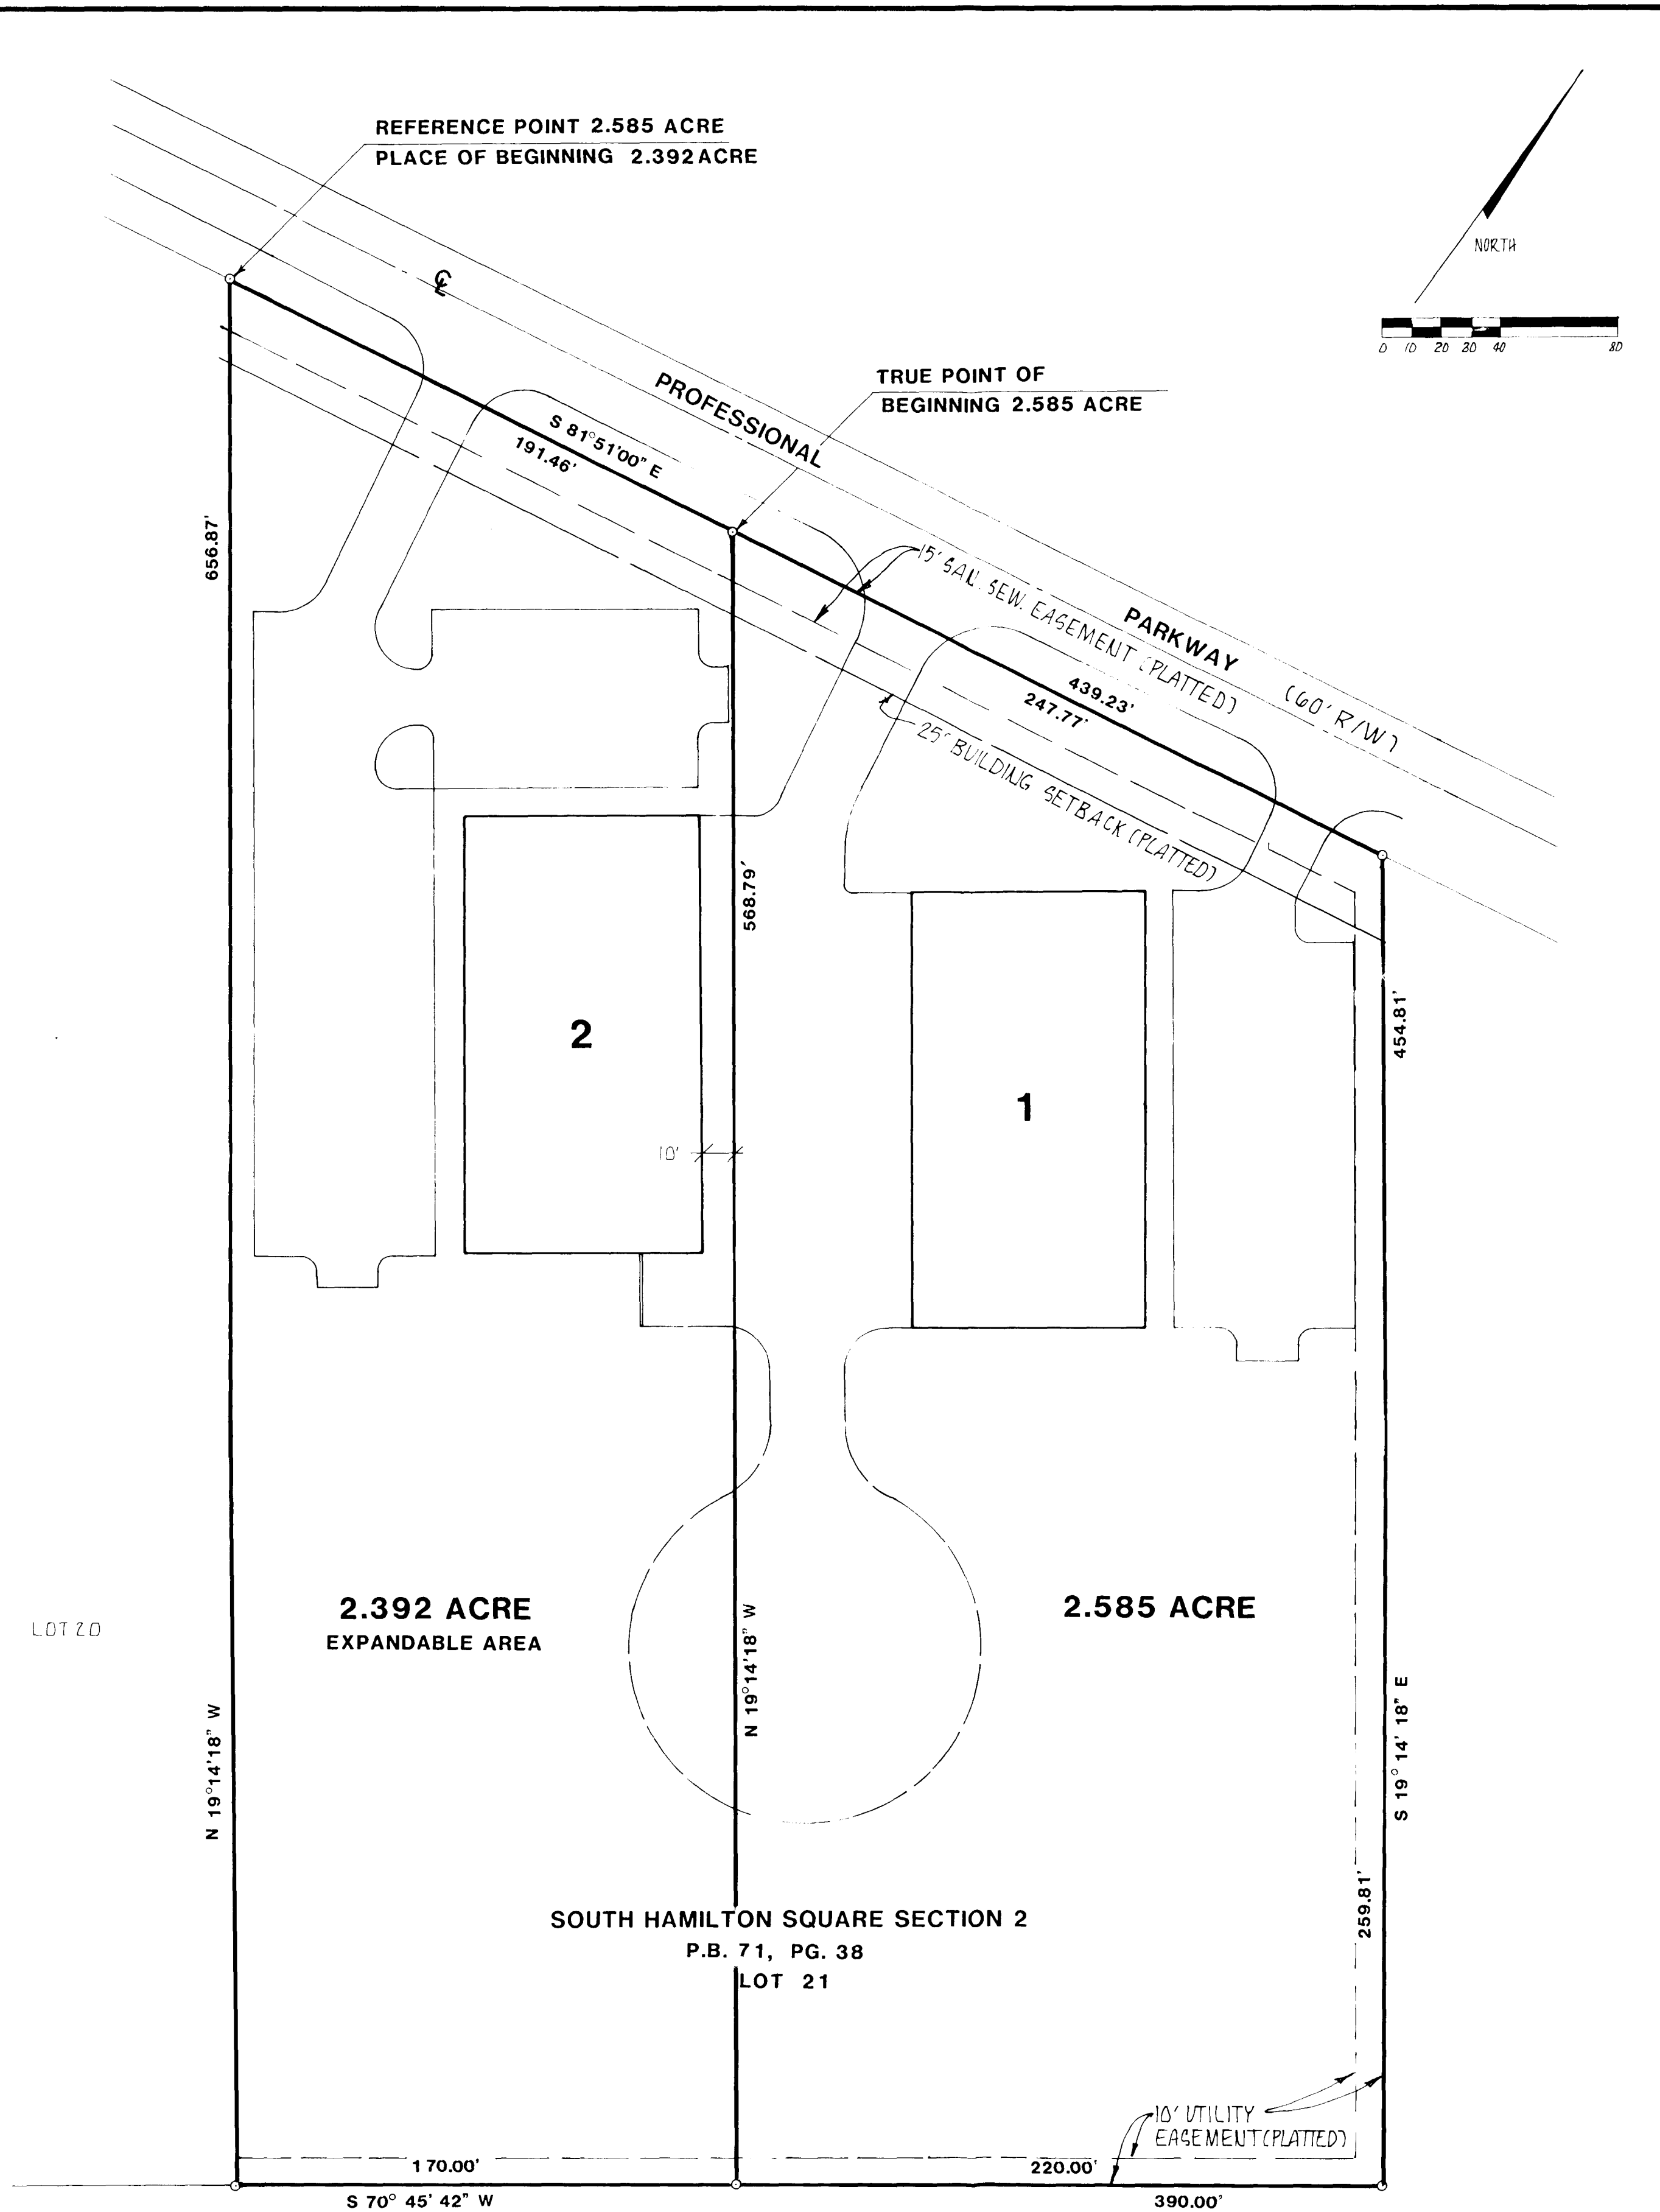 REFERENCE POINT 2.585 ACRE
PLACE OF BEGINNING 2.392 ACRE
NORTH
0 10 20 30 40 80
℄
TRUE POINT OF
BEGINNING 2.585 ACRE
PROFESSIONAL
PARKWAY
(60' R/W)
S 81°51'00" E
191.46'
15' SAN. SEW. EASEMENT (PLATTED)
439.23'
247.77'
25' BUILDING SETBACK (PLATTED)
656.87'
568.79'
454.81'
2
1
10'
2.392 ACRE
EXPANDABLE AREA
2.585 ACRE
LOT 20
N 19°14'18" W
N 19°14'18" W
S 19° 14' 18" E
259.81'
SOUTH HAMILTON SQUARE SECTION 2
P.B. 71, PG. 38
LOT 21
10' UTILITY
EASEMENT (PLATTED)
170.00'
220.00'
S 70° 45' 42" W
390.00'